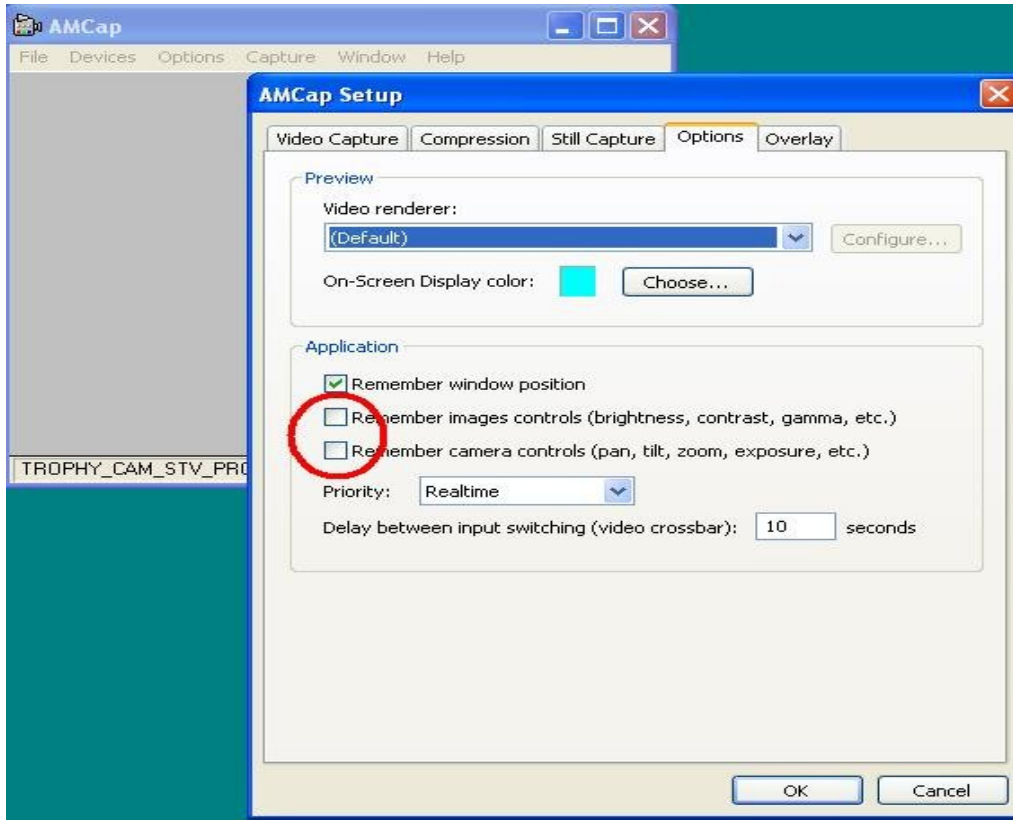 AMCap
File Devices Options Capture Window Help
AMCap Setup
Video Capture Compression Still Capture Options Overlay
Preview
Video renderer:
(Default)
Configure...
On-Screen Display color:
Choose...
Application
Remember window position
Remember images controls (brightness, contrast, gamma, etc.)
Remember camera controls (pan, tilt, zoom, exposure, etc.)
TROPHY_CAM_STV_PRO
Priority: Realtime
Delay between input switching (video crossbar): 10 seconds
OK Cancel